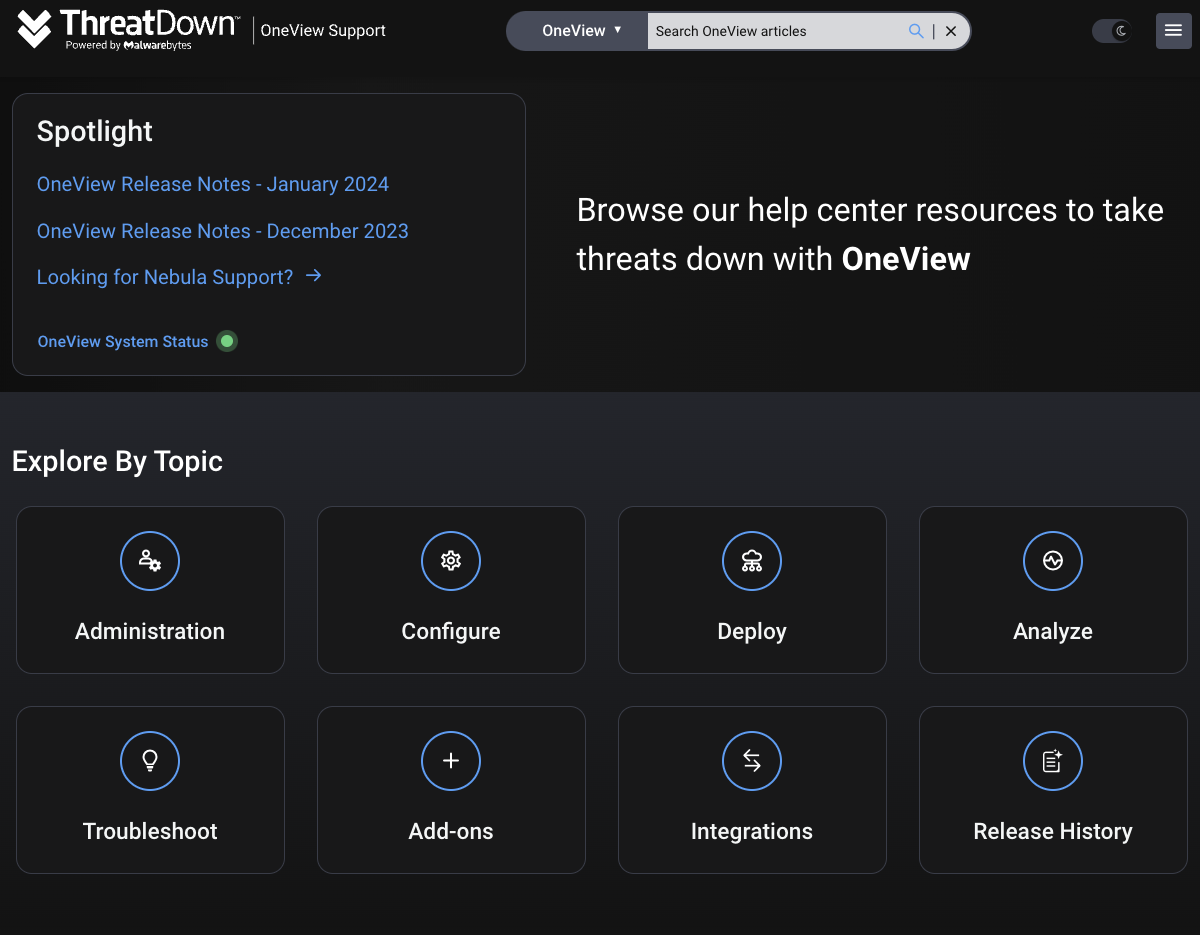 ThreatDown™
Powered by Malwarebytes
OneView Support
OneView
Search OneView articles
Spotlight
OneView Release Notes - January 2024
OneView Release Notes - December 2023
Looking for Nebula Support?
OneView System Status
Browse our help center resources to take
threats down with OneView
Explore By Topic
Administration
Configure
Deploy
Analyze
Troubleshoot
Add-ons
Integrations
Release History